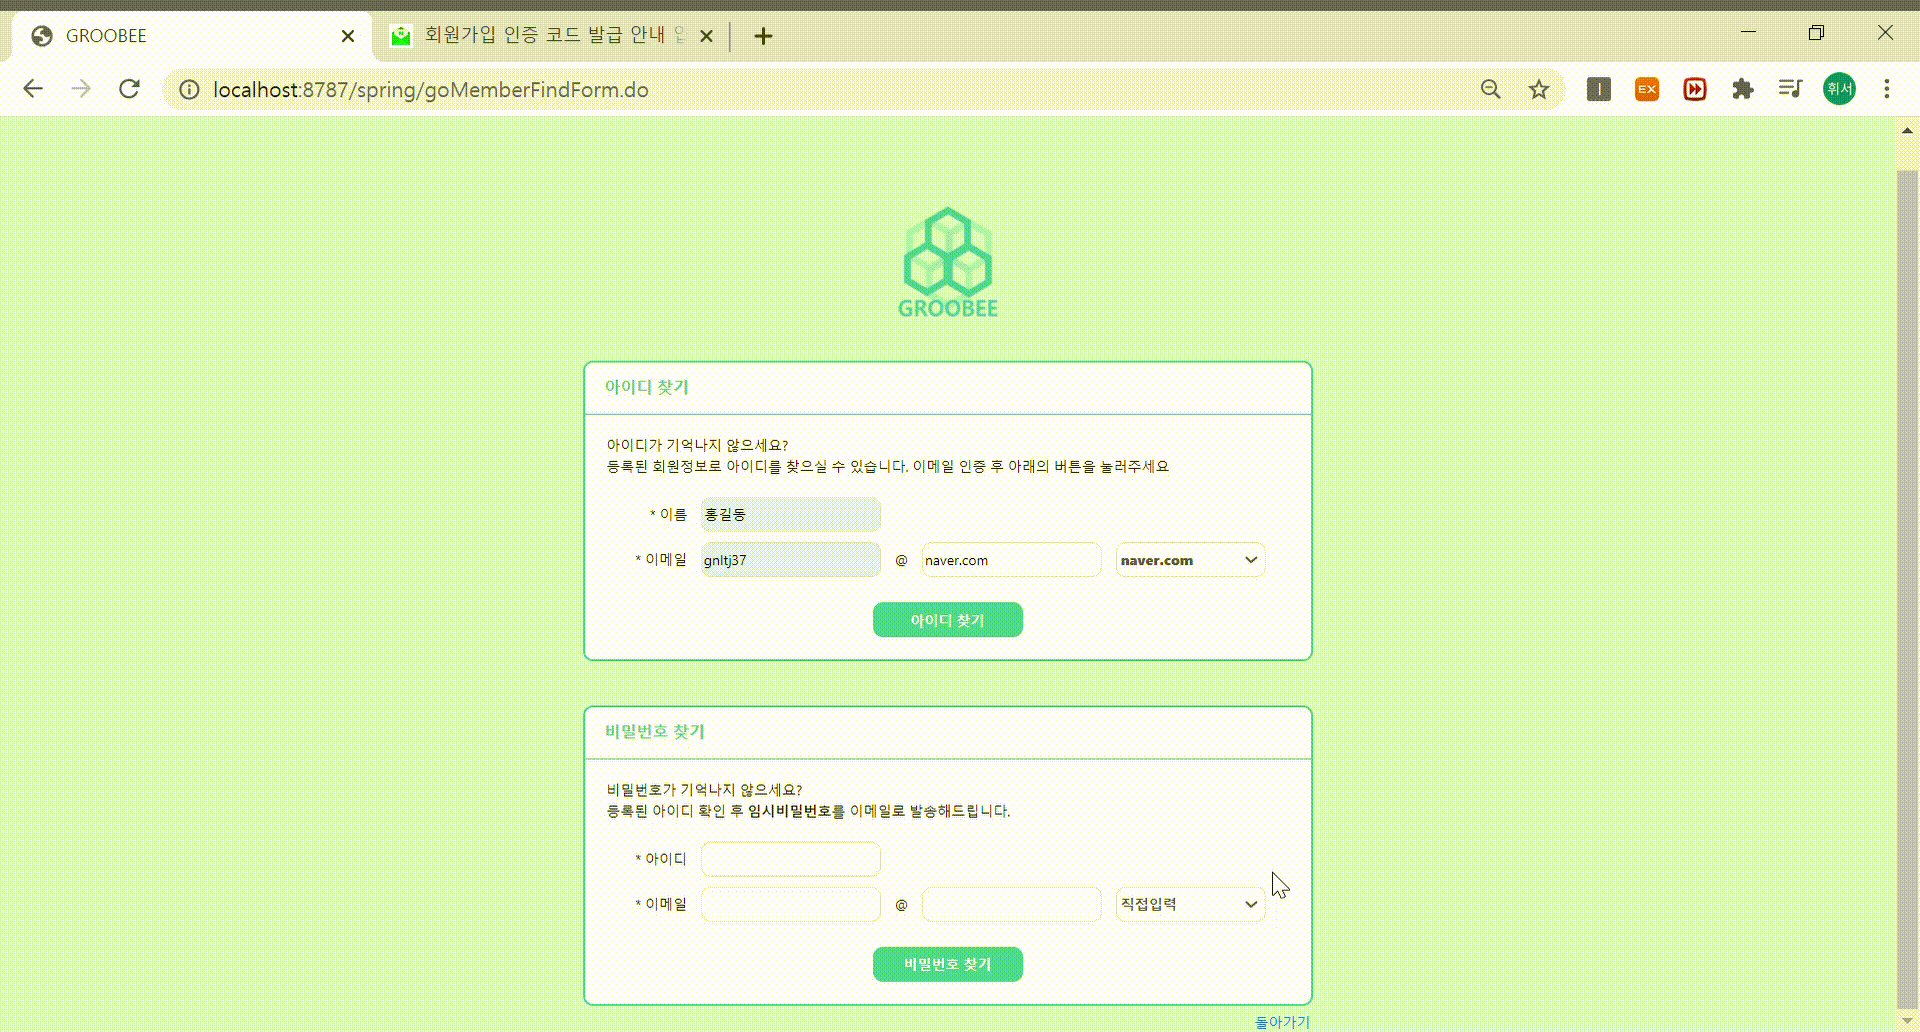 GROOBEE
회원가입 인증 코드 발급 안내
localhost:8787/spring/goMemberFindForm.do
EX
휘서
GROOBEE
아이디 찾기
아이디가 기억나지 않으세요?
등록된 회원정보로 아이디를 찾으실 수 있습니다. 이메일 인증 후 아래의 버튼을 눌러주세요
* 이름 홍길동
* 이메일 gnltj37 @ naver.com naver.com
아이디 찾기
비밀번호 찾기
비밀번호가 기억나지 않으세요?
등록된 아이디 확인 후 임시비밀번호를 이메일로 발송해드립니다.
* 아이디
* 이메일 @ 직접입력
비밀번호 찾기
돌아가기